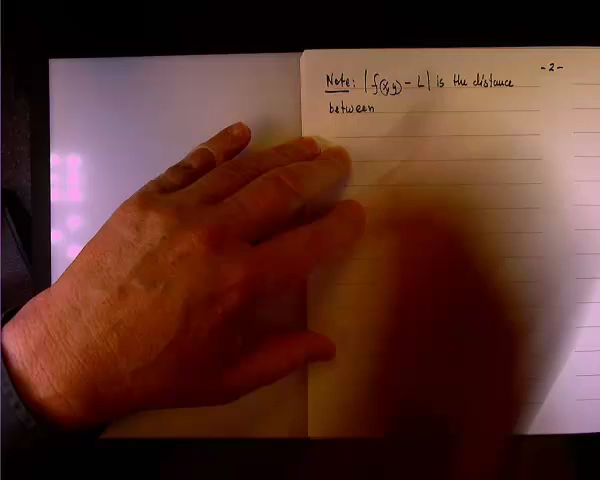 - 2 -
Note: | f(x,y) - L | is the distance
between